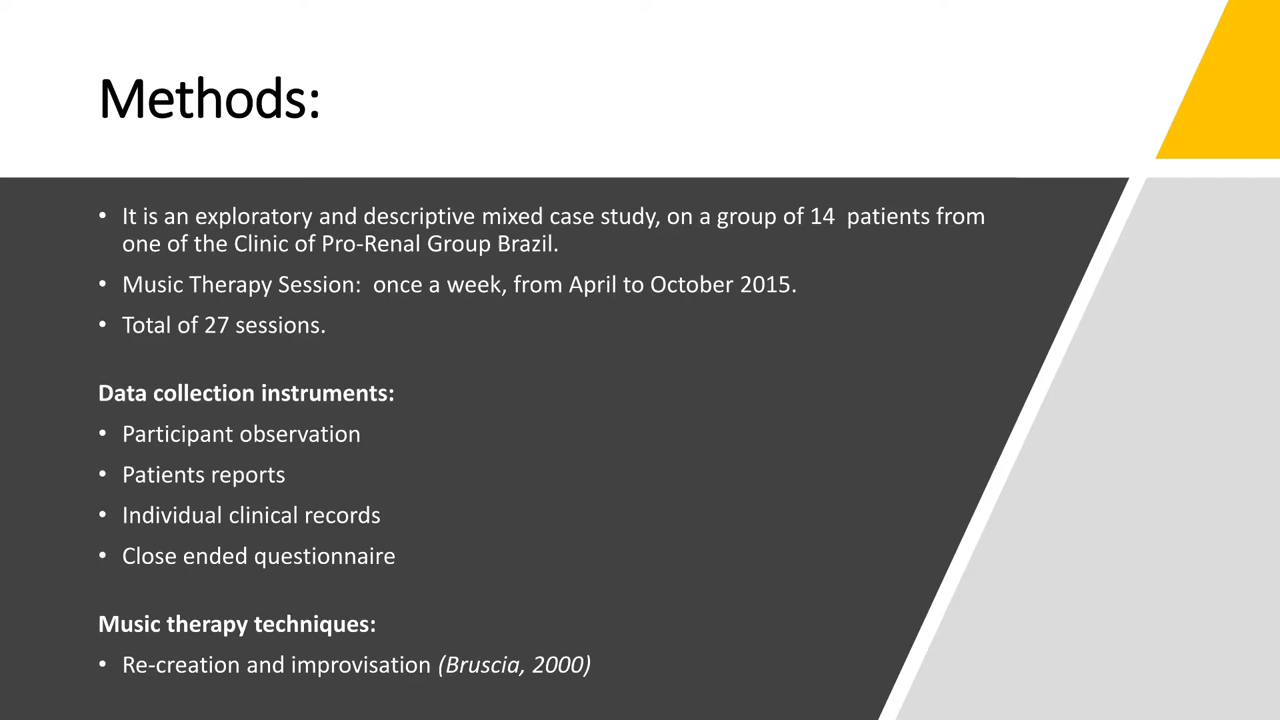 Methods:
• It is an exploratory and descriptive mixed case study, on a group of 14  patients from
one of the Clinic of Pro-Renal Group Brazil.
• Music Therapy Session:  once a week, from April to October 2015.
• Total of 27 sessions.
Data collection instruments:
• Participant observation
• Patients reports
• Individual clinical records
• Close ended questionnaire
Music therapy techniques:
• Re-creation and improvisation (Bruscia, 2000)